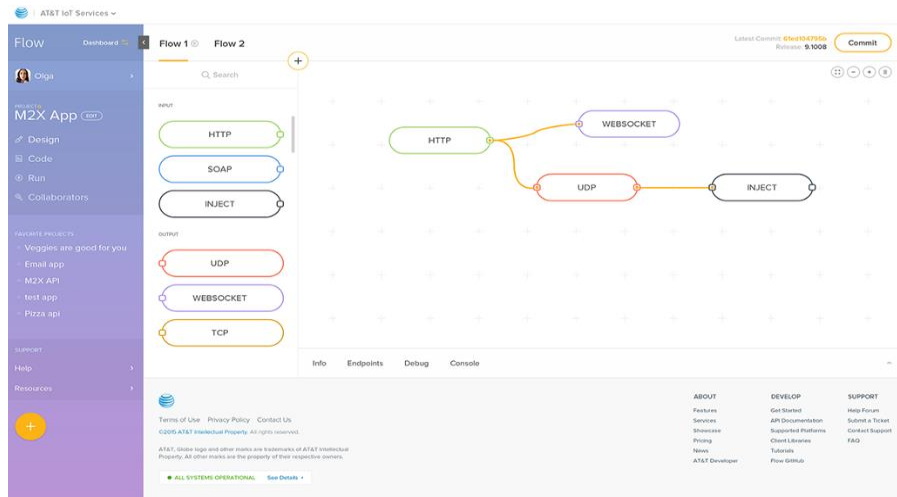 AT&T IoT Services
Flow
Dashboard
Flow 1
Flow 2
Latest Commit: 61ed104795b
Release: 9.1008
Commit
Olga
Search
PROJECT
M2X App
EDIT
Design
Code
Run
Collaborators
FAVORITE PROJECTS
Veggies are good for you
Email app
M2X API
test app
Pizza api
SUPPORT
Help
Resources
INPUT
HTTP
SOAP
INJECT
OUTPUT
UDP
WEBSOCKET
TCP
HTTP
WEBSOCKET
UDP
INJECT
Info
Endpoints
Debug
Console
Terms of Use Privacy Policy Contact Us
©2015 AT&T Intellectual Property. All rights reserved.
AT&T, Globe logo and other marks are trademarks of AT&T Intellectual
Property. All other marks are the property of their respective owners.
ALL SYSTEMS OPERATIONAL See Details
ABOUT
Features
Services
Showcase
Pricing
News
AT&T Developer
DEVELOP
Get Started
API Documentation
Supported Platforms
Client Libraries
Tutorials
Flow GitHub
SUPPORT
Help Forum
Submit a Ticket
Contact Support
FAQ